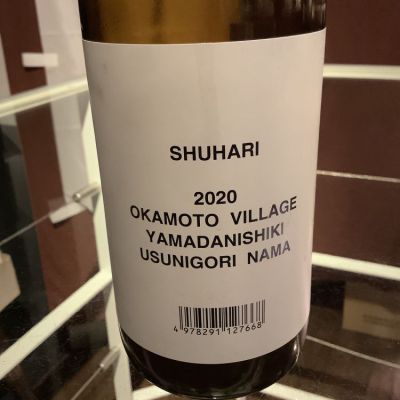 SHUHARI
2020
OKAMOTO VILLAGE
YAMADANISHIKI
USUNIGORI NAMA
4 978291 127668